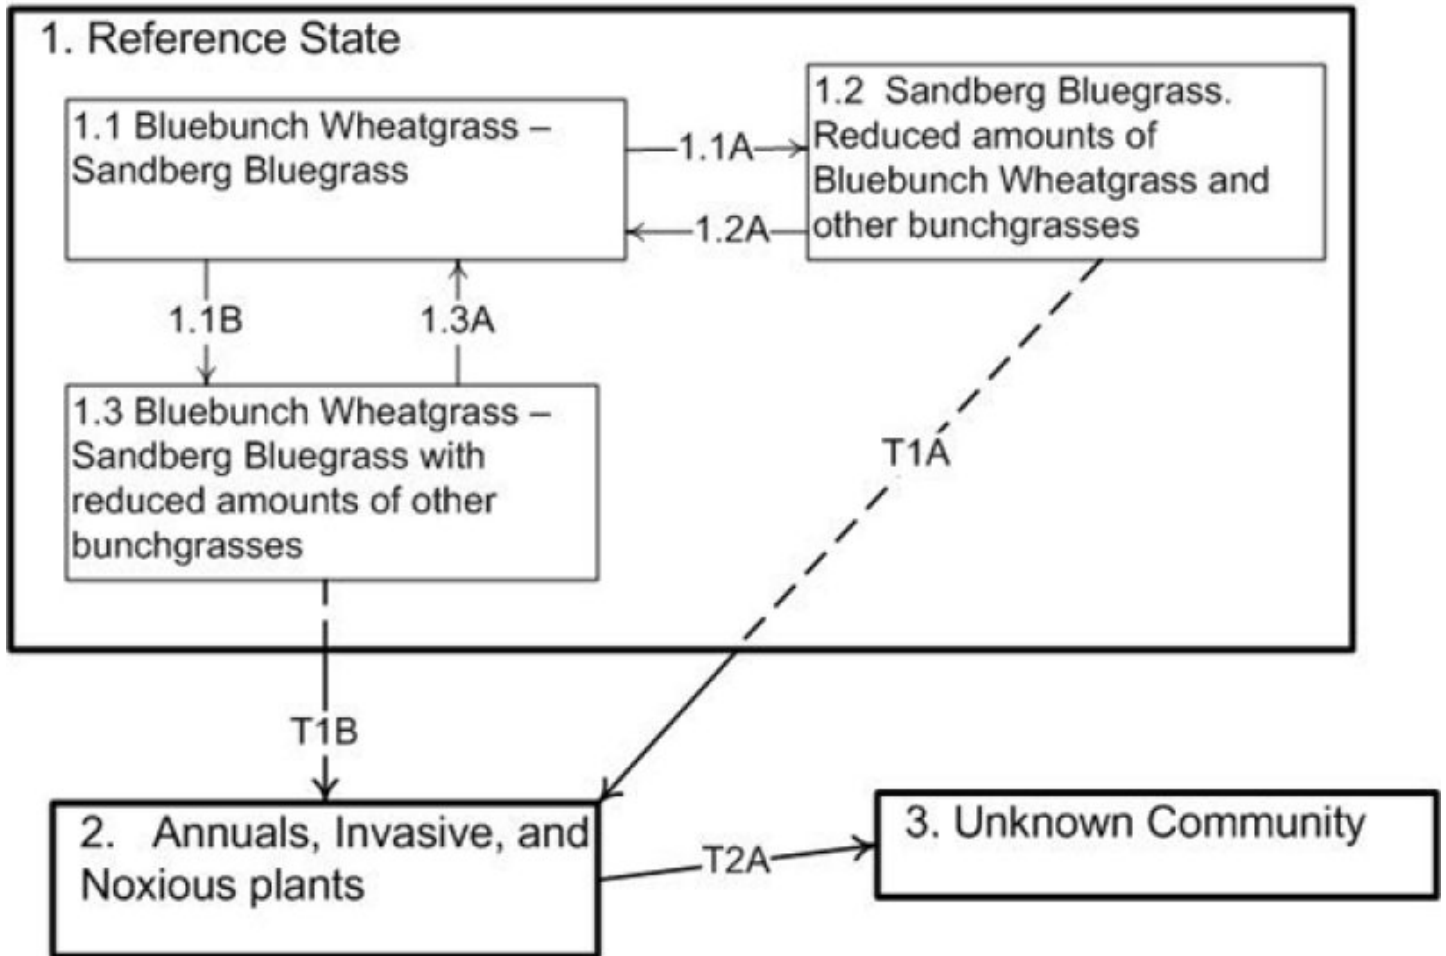 1. Reference State
1.1 Bluebunch Wheatgrass –
Sandberg Bluegrass
1.1A
1.2A
1.2 Sandberg Bluegrass.
Reduced amounts of
Bluebunch Wheatgrass and
other bunchgrasses
1.1B
1.3A
1.3 Bluebunch Wheatgrass –
Sandberg Bluegrass with
reduced amounts of other
bunchgrasses
T1A
T1B
2. Annuals, Invasive, and
Noxious plants
T2A
3. Unknown Community